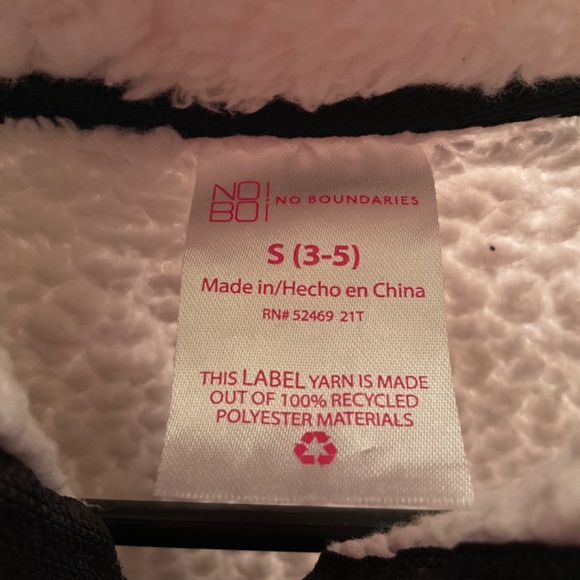 NO!
BO¡
NO BOUNDARIES
S (3-5)
Made in/Hecho en China
RN# 52469 21T
THIS LABEL YARN IS MADE
OUT OF 100% RECYCLED
POLYESTER MATERIALS